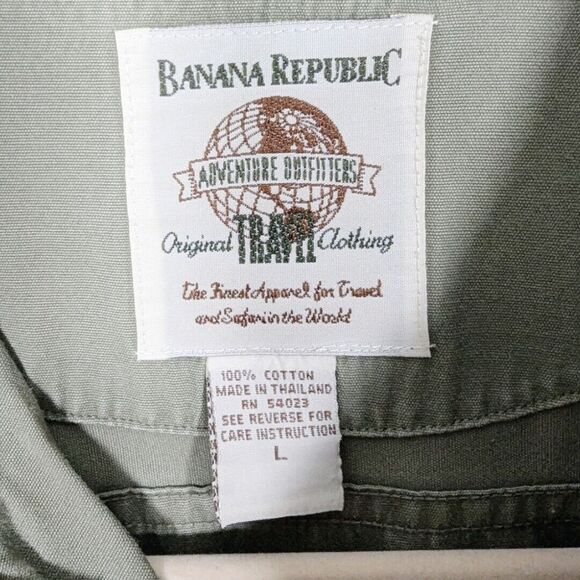 BANANA REPUBLIC
ADVENTURE OUTFITTERS
Original TRAVEL Clothing
The Finest Apparel for Travel
and Safari in the World
100% COTTON
MADE IN THAILAND
RN 54023
SEE REVERSE FOR
CARE INSTRUCTION
L